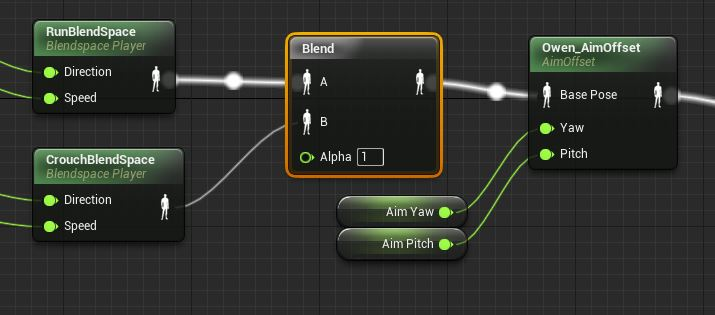 RunBlendSpace
Blendspace Player
Direction
Speed
Blend
A
B
Alpha 1
Owen_AimOffset
AimOffset
Base Pose
Yaw
Pitch
CrouchBlendSpace
Blendspace Player
Direction
Speed
Aim Yaw
Aim Pitch